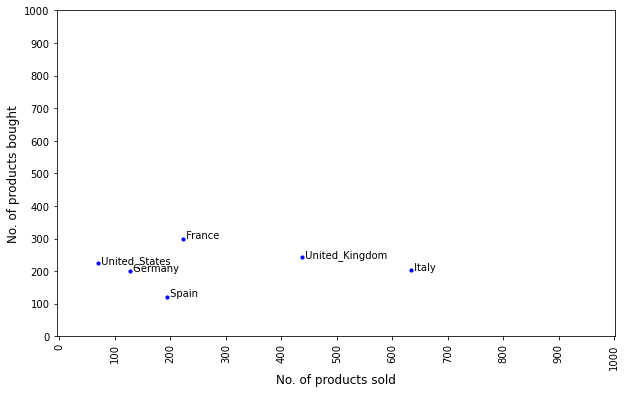 1000
900
800
700
600
500
400
300
200
100
0
No. of products bought
France
United_Kingdom
United_States
Germany
Italy
Spain
0
100
200
300
400
500
600
700
800
900
1000
No. of products sold